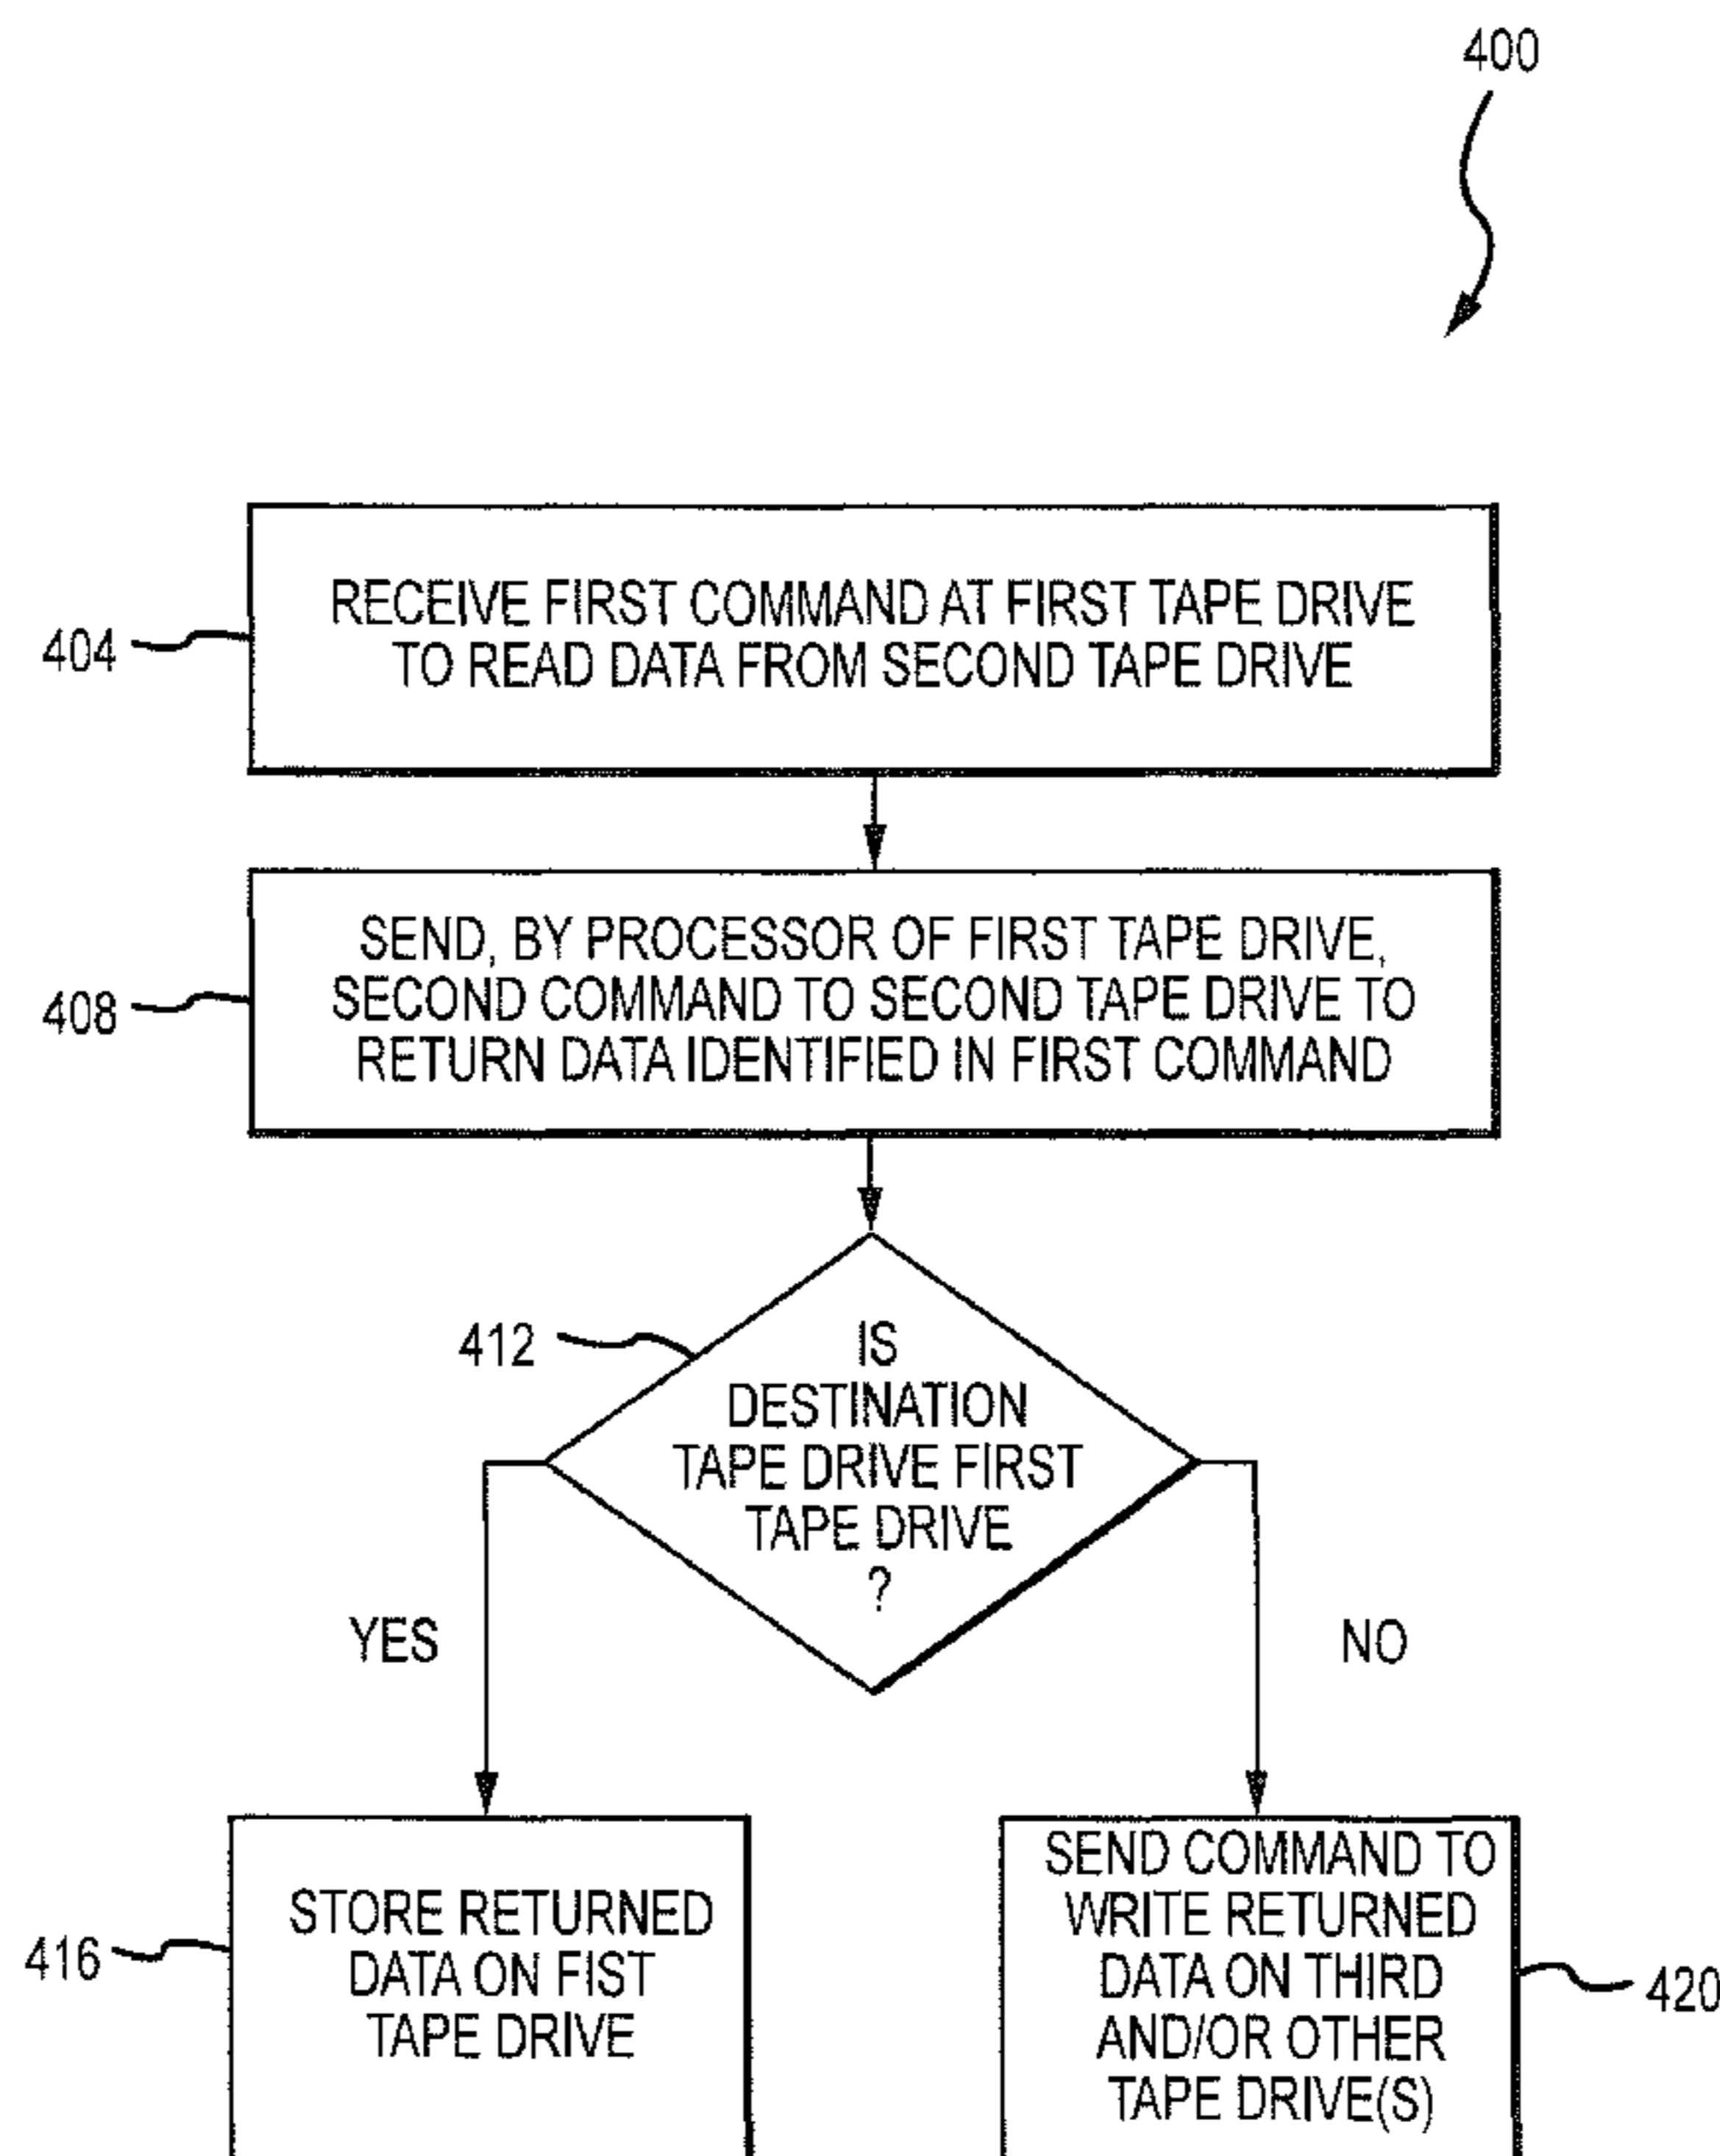 400
RECEIVE FIRST COMMAND AT FIRST TAPE DRIVE
TO READ DATA FROM SECOND TAPE DRIVE
404
SEND, BY PROCESSOR OF FIRST TAPE DRIVE,
SECOND COMMAND TO SECOND TAPE DRIVE TO
RETURN DATA IDENTIFIED IN FIRST COMMAND
408
412
IS
DESTINATION
TAPE DRIVE FIRST
TAPE DRIVE
?
YES
NO
STORE RETURNED
DATA ON FIST
TAPE DRIVE
416
SEND COMMAND TO
WRITE RETURNED
DATA ON THIRD
AND/OR OTHER
TAPE DRIVE(S)
420